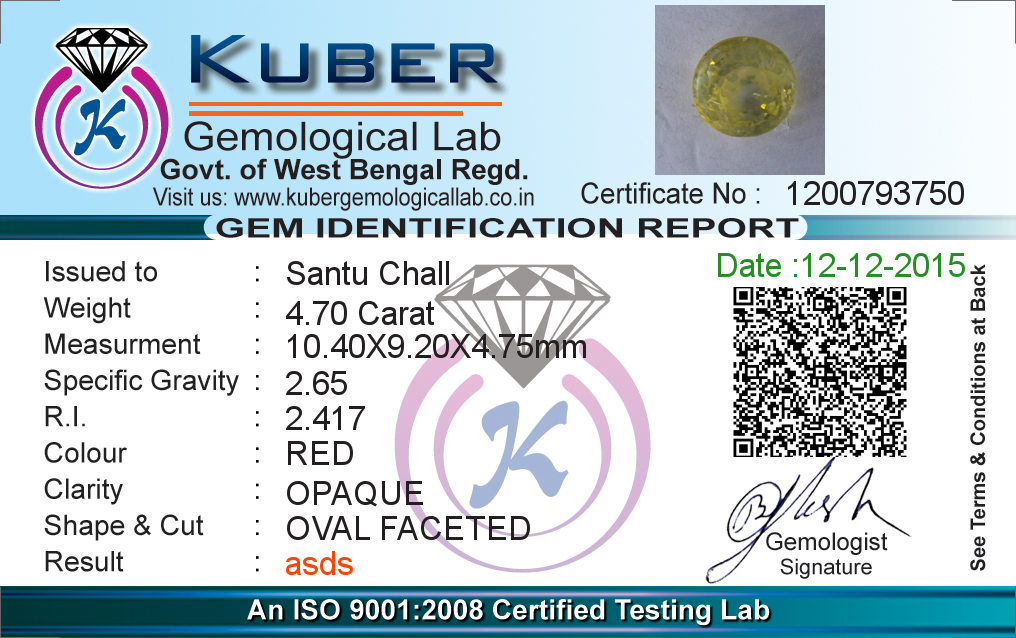 KUBER
Gemological Lab
Govt. of West Bengal Regd.
Visit us: www.kubergemologicallab.co.in
Certificate No : 1200793750
GEM IDENTIFICATION REPORT
Date :12-12-2015
Issued to : Santu Chall
Weight : 4.70 Carat
Measurment : 10.40X9.20X4.75mm
Specific Gravity : 2.65
R.I. : 2.417
Colour : RED
Clarity : OPAQUE
Shape & Cut : OVAL FACETED
Result : asds
K
K
See Terms & Conditions at Back
Gemologist
Signature
An ISO 9001:2008 Certified Testing Lab